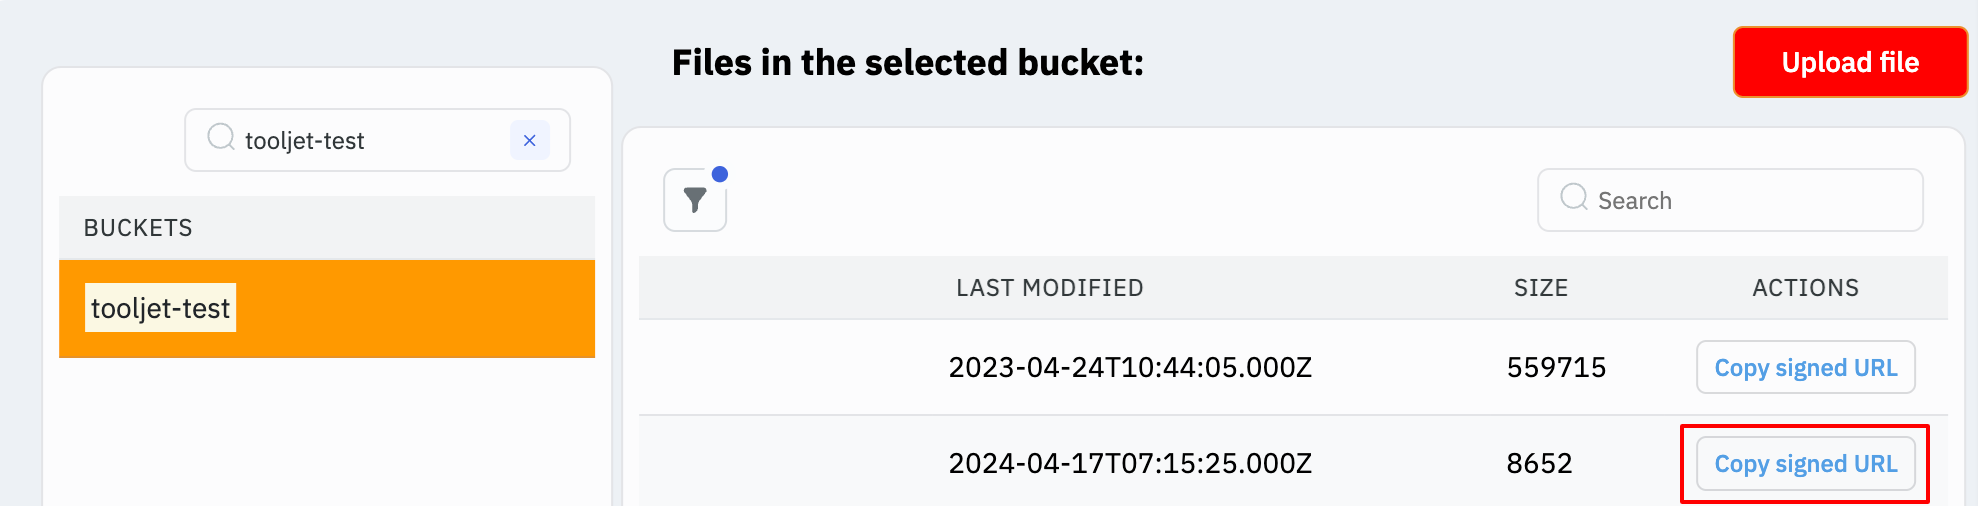 Files in the selected bucket:
Upload file
tooljet-test
BUCKETS
tooljet-test
Search
LAST MODIFIED SIZE ACTIONS
2023-04-24T10:44:05.000Z 559715 Copy signed URL
2024-04-17T07:15:25.000Z 8652 Copy signed URL